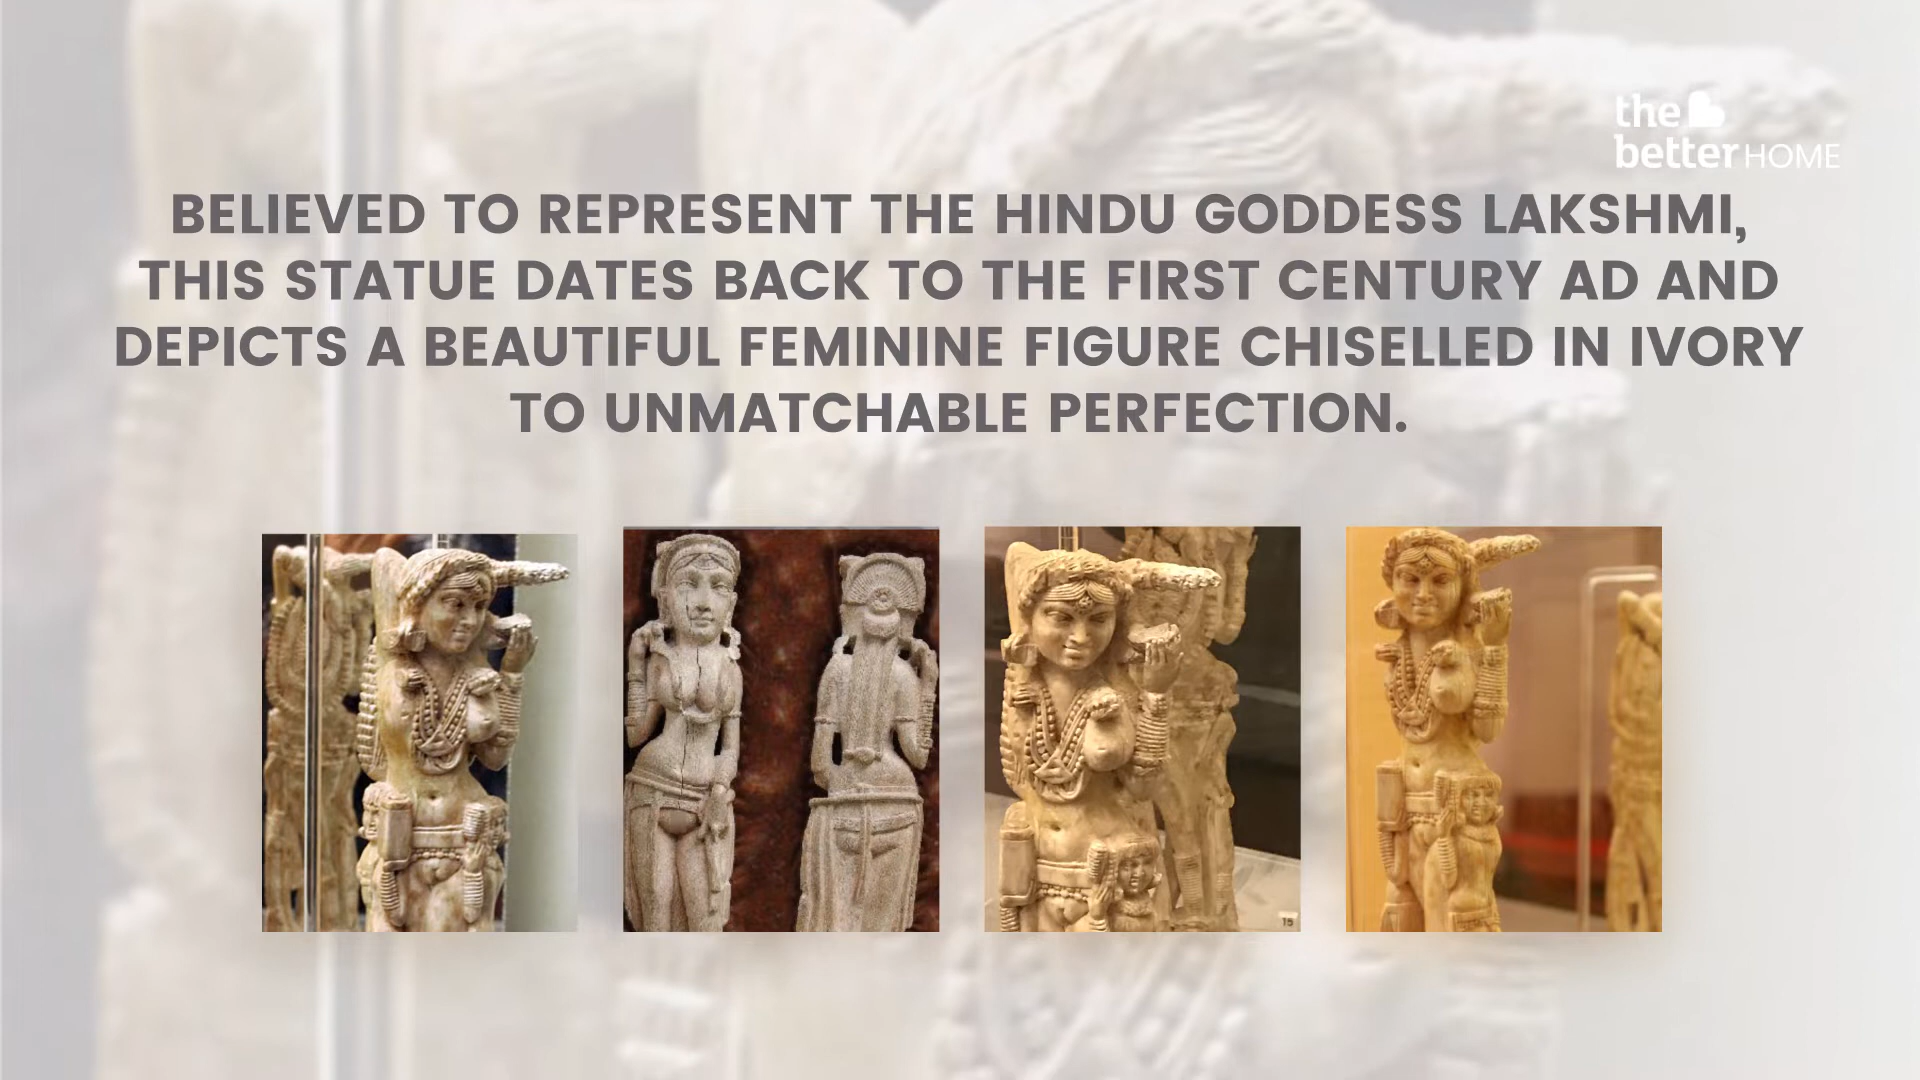 the
better HOME
BELIEVED TO REPRESENT THE HINDU GODDESS LAKSHMI,
THIS STATUE DATES BACK TO THE FIRST CENTURY AD AND
DEPICTS A BEAUTIFUL FEMININE FIGURE CHISELLED IN IVORY
TO UNMATCHABLE PERFECTION.
15